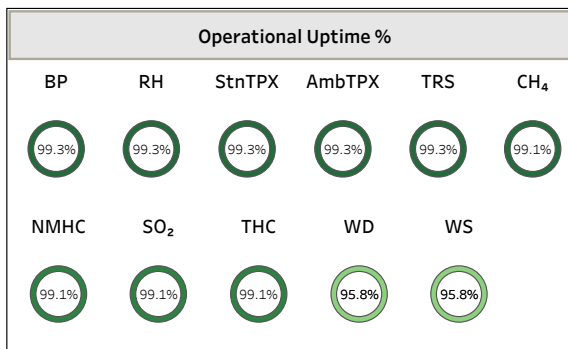 Operational Uptime %
BP RH StnTPX AmbTPX TRS CH₄
99.3% 99.3% 99.3% 99.3% 99.3% 99.1%
NMHC SO₂ THC WD WS
99.1% 99.1% 99.1% 95.8% 95.8%